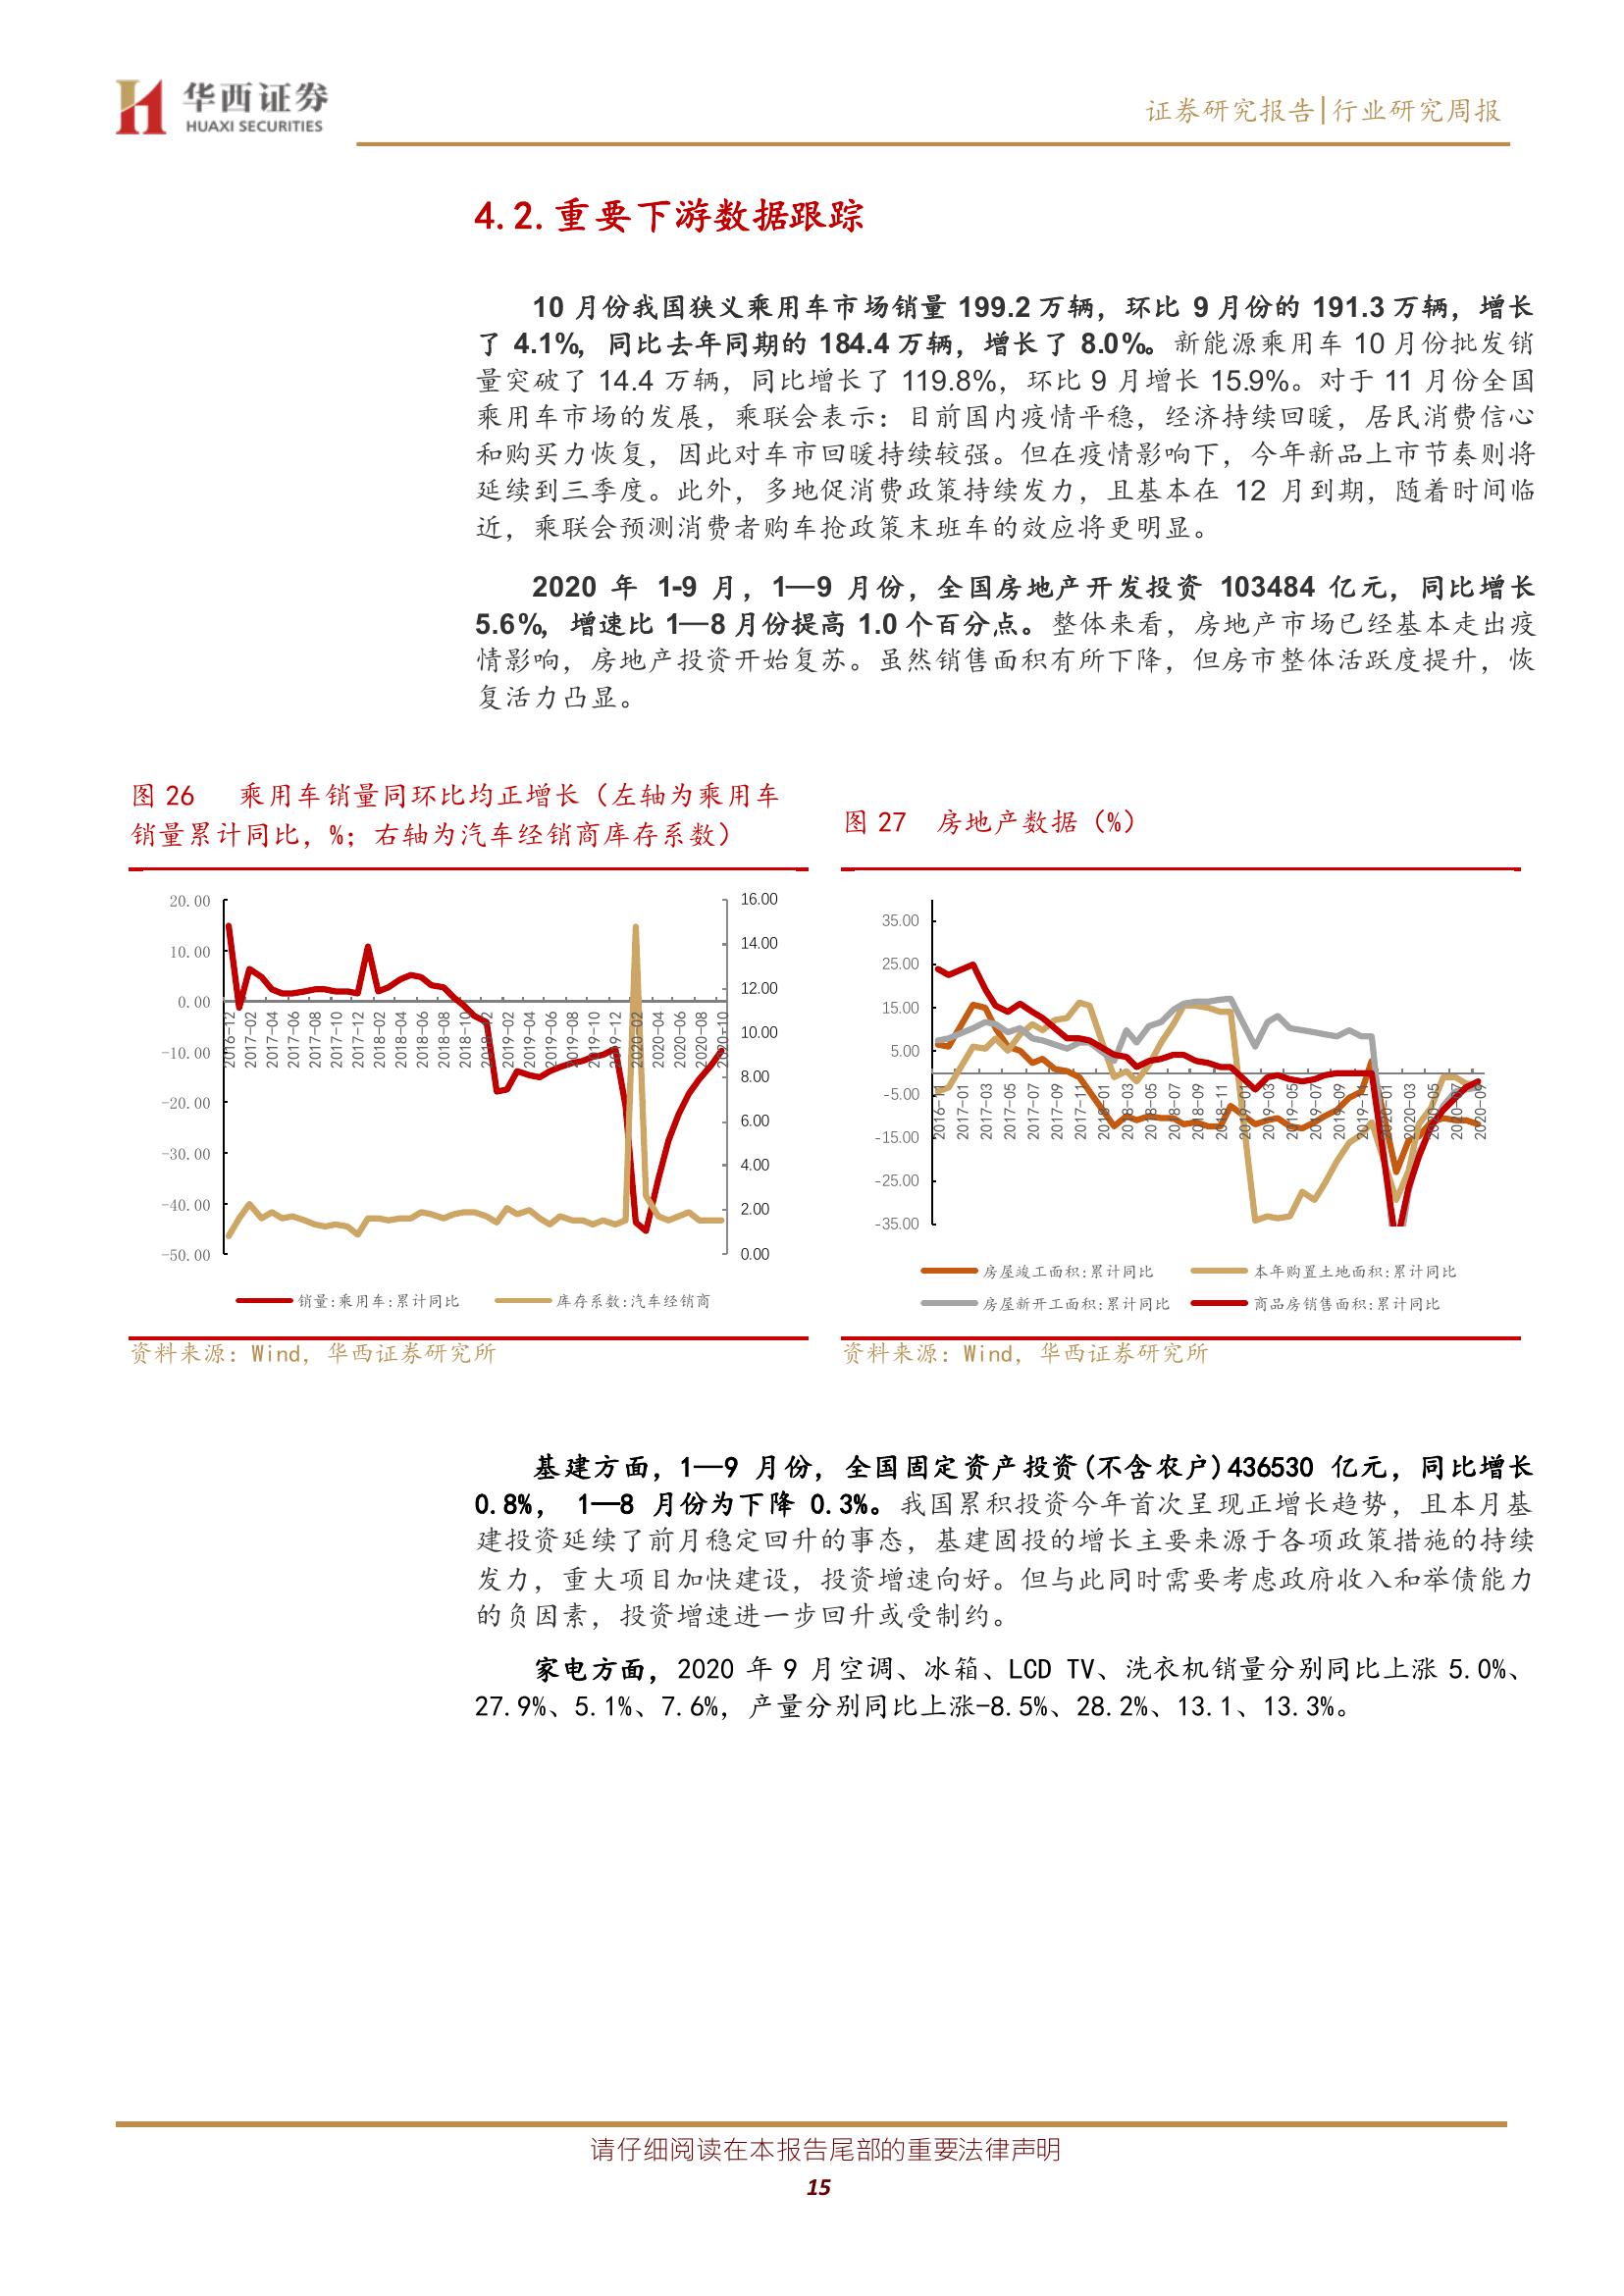 华西证券
HUAXI SECURITIES
证券研究报告|行业研究周报
4.2.重要下游数据跟踪
10 月份我国狭义乘用车市场销量 199.2 万辆，环比 9 月份的 191.3 万辆，增长
了 4.1%，同比去年同期的 184.4 万辆，增长了 8.0%。新能源乘用车 10 月份批发销
量突破了 14.4 万辆，同比增长了 119.8%，环比 9 月增长 15.9%。对于 11 月份全国
乘用车市场的发展，乘联会表示：目前国内疫情平稳，经济持续回暖，居民消费信心
和购买力恢复，因此对车市回暖持续较强。但在疫情影响下，今年新品上市节奏则将
延续到三季度。此外，多地促消费政策持续发力，且基本在 12 月到期，随着时间临
近，乘联会预测消费者购车抢政策末班车的效应将更明显。
2020 年 1-9 月，1—9 月份，全国房地产开发投资 103484 亿元，同比增长
5.6%，增速比 1—8 月份提高 1.0 个百分点。整体来看，房地产市场已经基本走出疫
情影响，房地产投资开始复苏。虽然销售面积有所下降，但房市整体活跃度提升，恢
复活力凸显。
图 26 乘用车销量同环比均正增长（左轴为乘用车
销量累计同比，%；右轴为汽车经销商库存系数）
20.00
10.00
0.00
-10.00
-20.00
-30.00
-40.00
-50.00
16.00
14.00
12.00
10.00
8.00
6.00
4.00
2.00
0.00
2016-12
2017-02
2017-04
2017-06
2017-08
2017-10
2017-12
2018-02
2018-04
2018-06
2018-08
2018-10
2018-12
2019-02
2019-04
2019-06
2019-08
2019-10
2019-12
2020-02
2020-04
2020-06
2020-08
2020-10
销量:乘用车:累计同比
库存系数:汽车经销商
资料来源：Wind，华西证券研究所
图 27 房地产数据（%）
35.00
25.00
15.00
5.00
-5.00
-15.00
-25.00
-35.00
2016-11
2017-01
2017-03
2017-05
2017-07
2017-09
2017-11
2018-01
2018-03
2018-05
2018-07
2018-09
2018-11
2019-01
2019-03
2019-05
2019-07
2019-09
2019-11
2020-01
2020-03
2020-05
2020-07
2020-09
房屋竣工面积:累计同比
本年购置土地面积:累计同比
房屋新开工面积:累计同比
商品房销售面积:累计同比
资料来源：Wind，华西证券研究所
基建方面，1—9 月份，全国固定资产投资(不含农户)436530 亿元，同比增长
0.8%， 1—8 月份为下降 0.3%。我国累积投资今年首次呈现正增长趋势，且本月基
建投资延续了前月稳定回升的事态，基建固投的增长主要来源于各项政策措施的持续
发力，重大项目加快建设，投资增速向好。但与此同时需要考虑政府收入和举债能力
的负因素，投资增速进一步回升或受制约。
家电方面，2020 年 9 月空调、冰箱、LCD TV、洗衣机销量分别同比上涨 5.0%、
27.9%、5.1%、7.6%，产量分别同比上涨-8.5%、28.2%、13.1、13.3%。
请仔细阅读在本报告尾部的重要法律声明
15